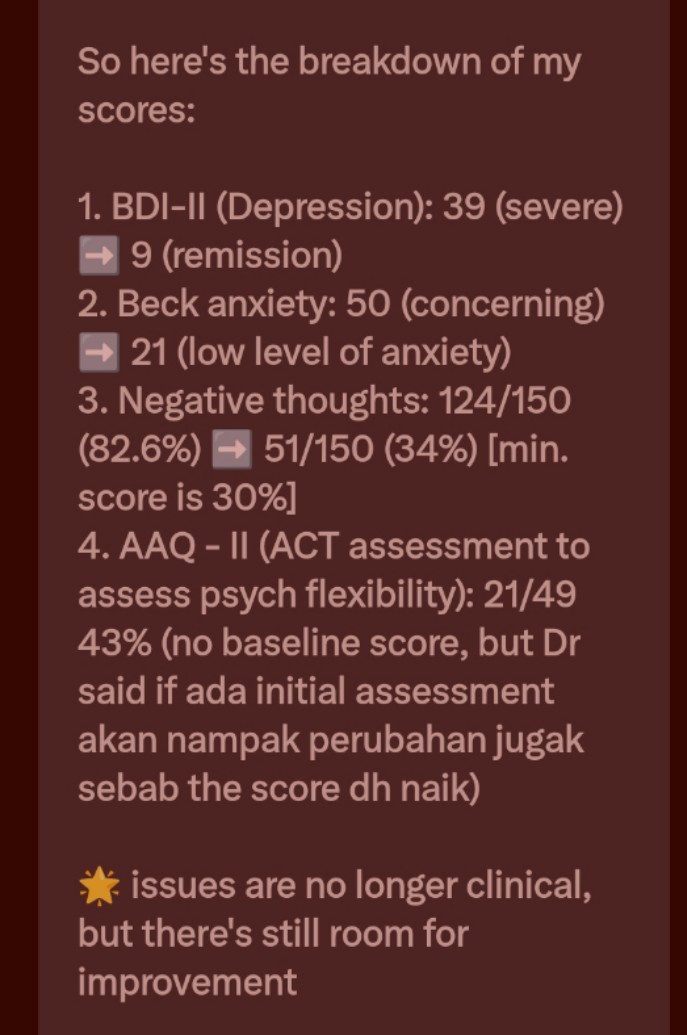 So here's the breakdown of my
scores:
1. BDI-II (Depression): 39 (severe)
➡️ 9 (remission)
2. Beck anxiety: 50 (concerning)
➡️ 21 (low level of anxiety)
3. Negative thoughts: 124/150
(82.6%) ➡️ 51/150 (34%) [min.
score is 30%]
4. AAQ - II (ACT assessment to
assess psych flexibility): 21/49
43% (no baseline score, but Dr
said if ada initial assessment
akan nampak perubahan jugak
sebab the score dh naik)
🌟 issues are no longer clinical,
but there's still room for
improvement